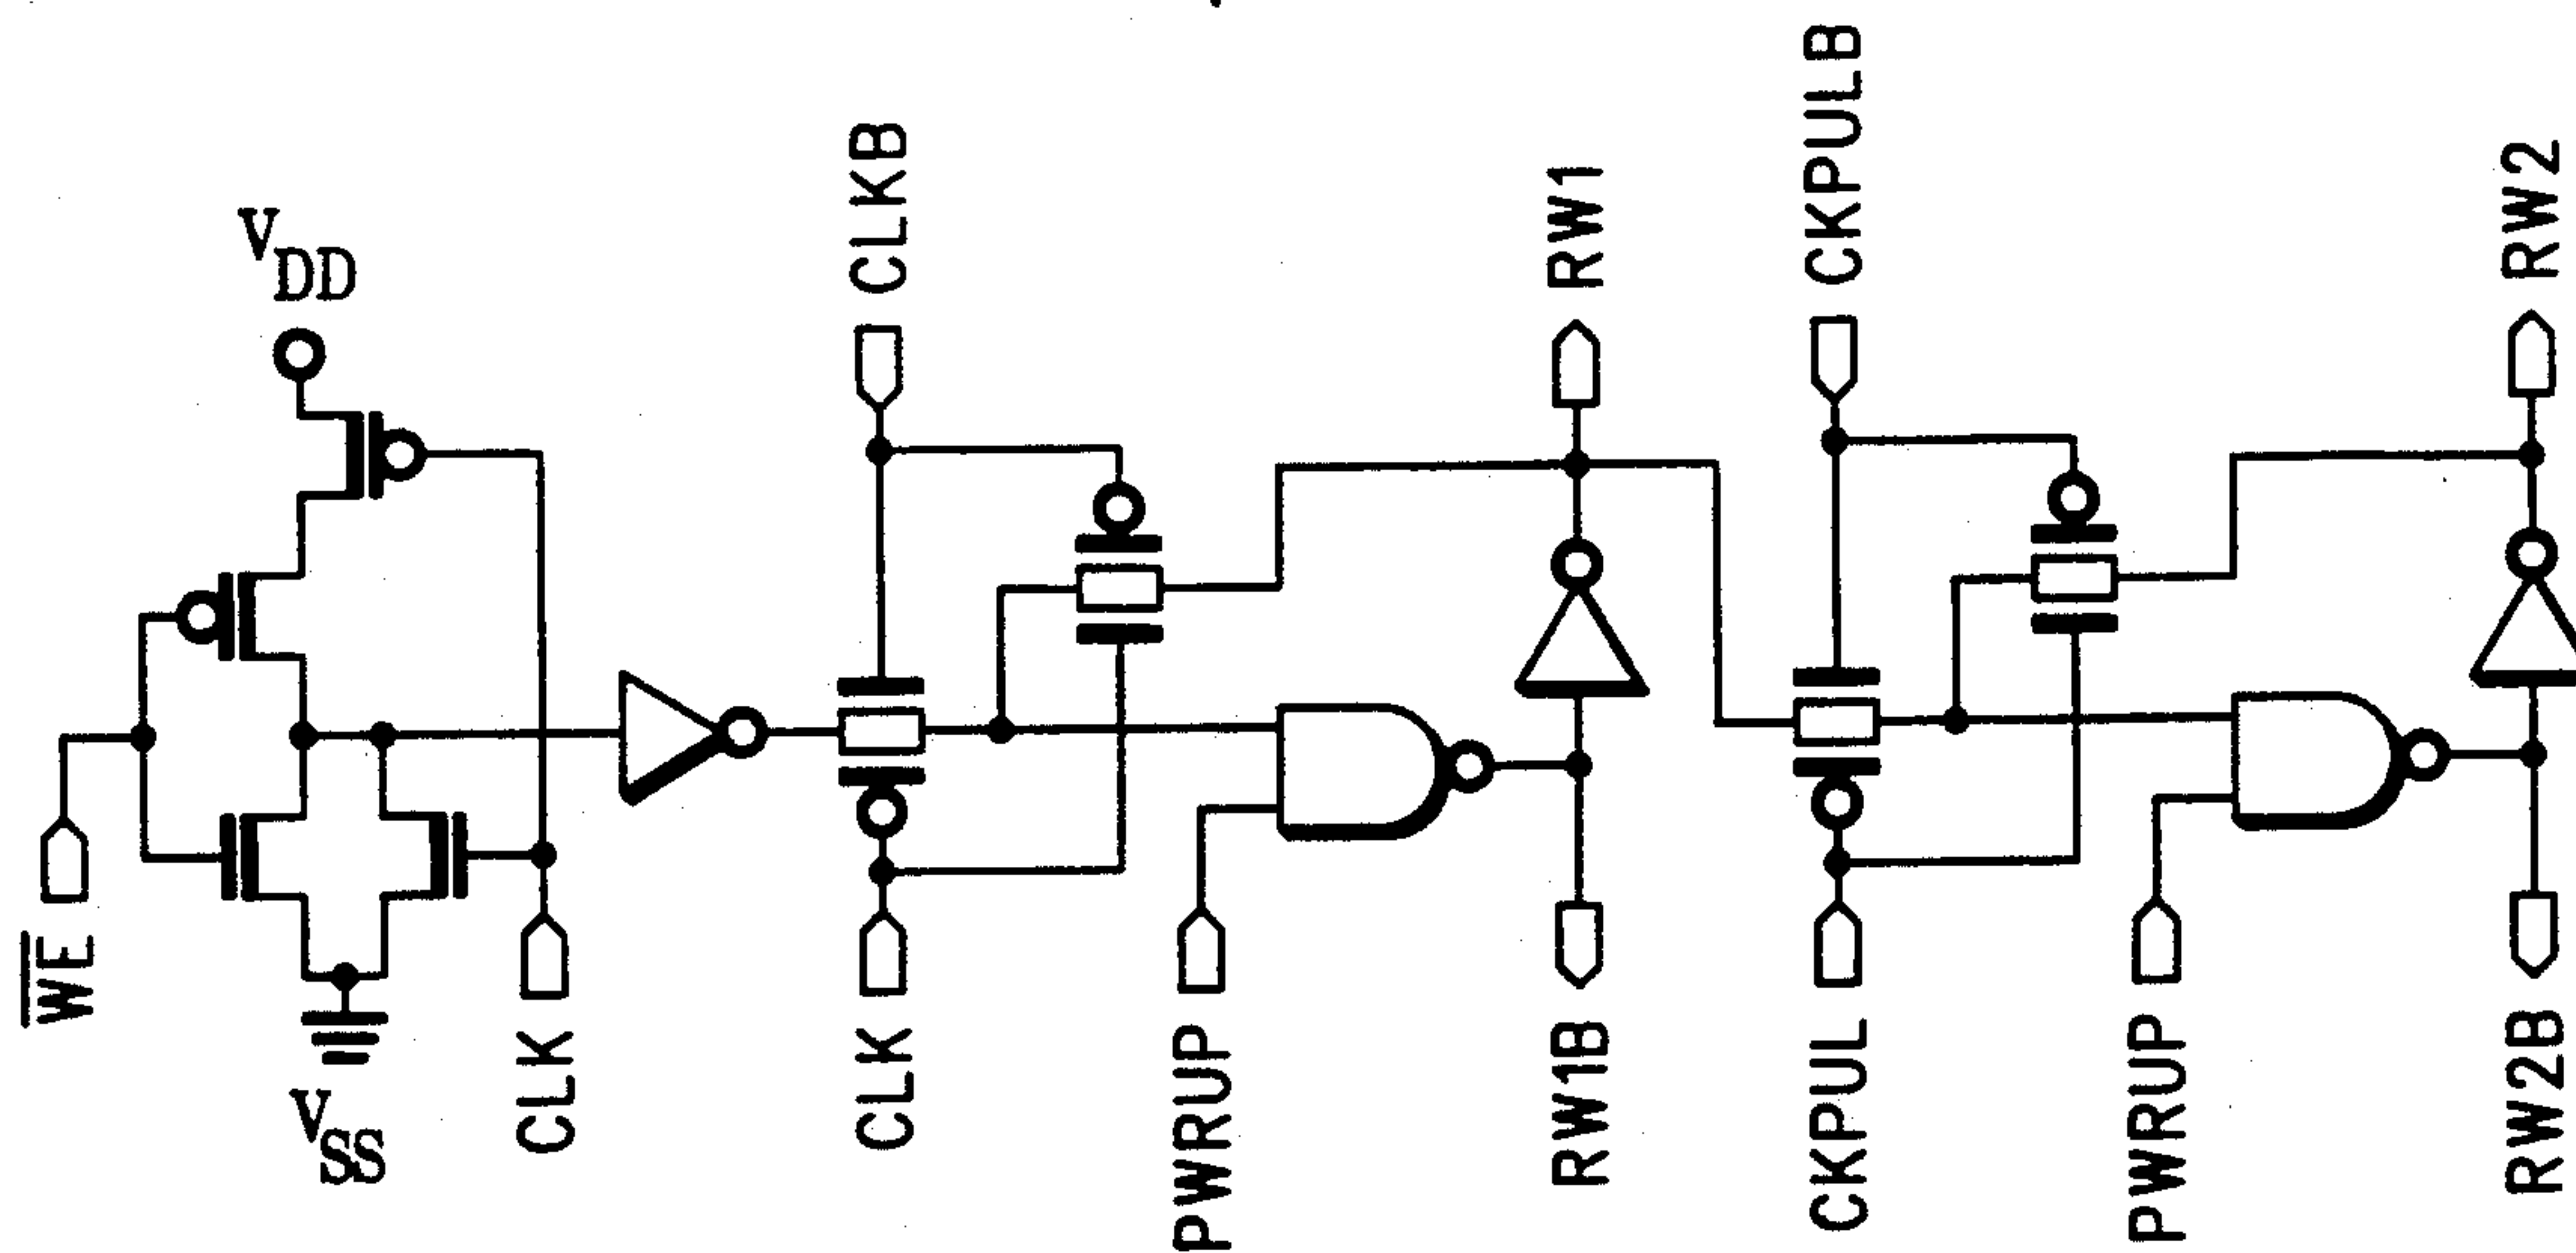 WE
V_DD
V_SS
CLK
CLKB
CLK
PWRUP
RW1
RW1B
CKPULB
CKPUL
PWRUP
RW2
RW2B